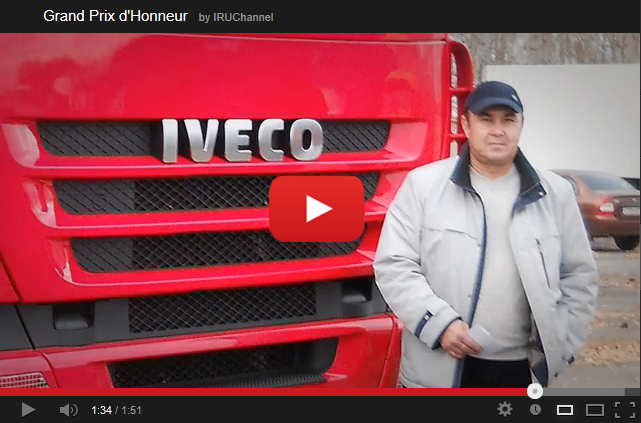 Grand Prix d'Honneur by IRUChannel
IVECO
1:34 / 1:51